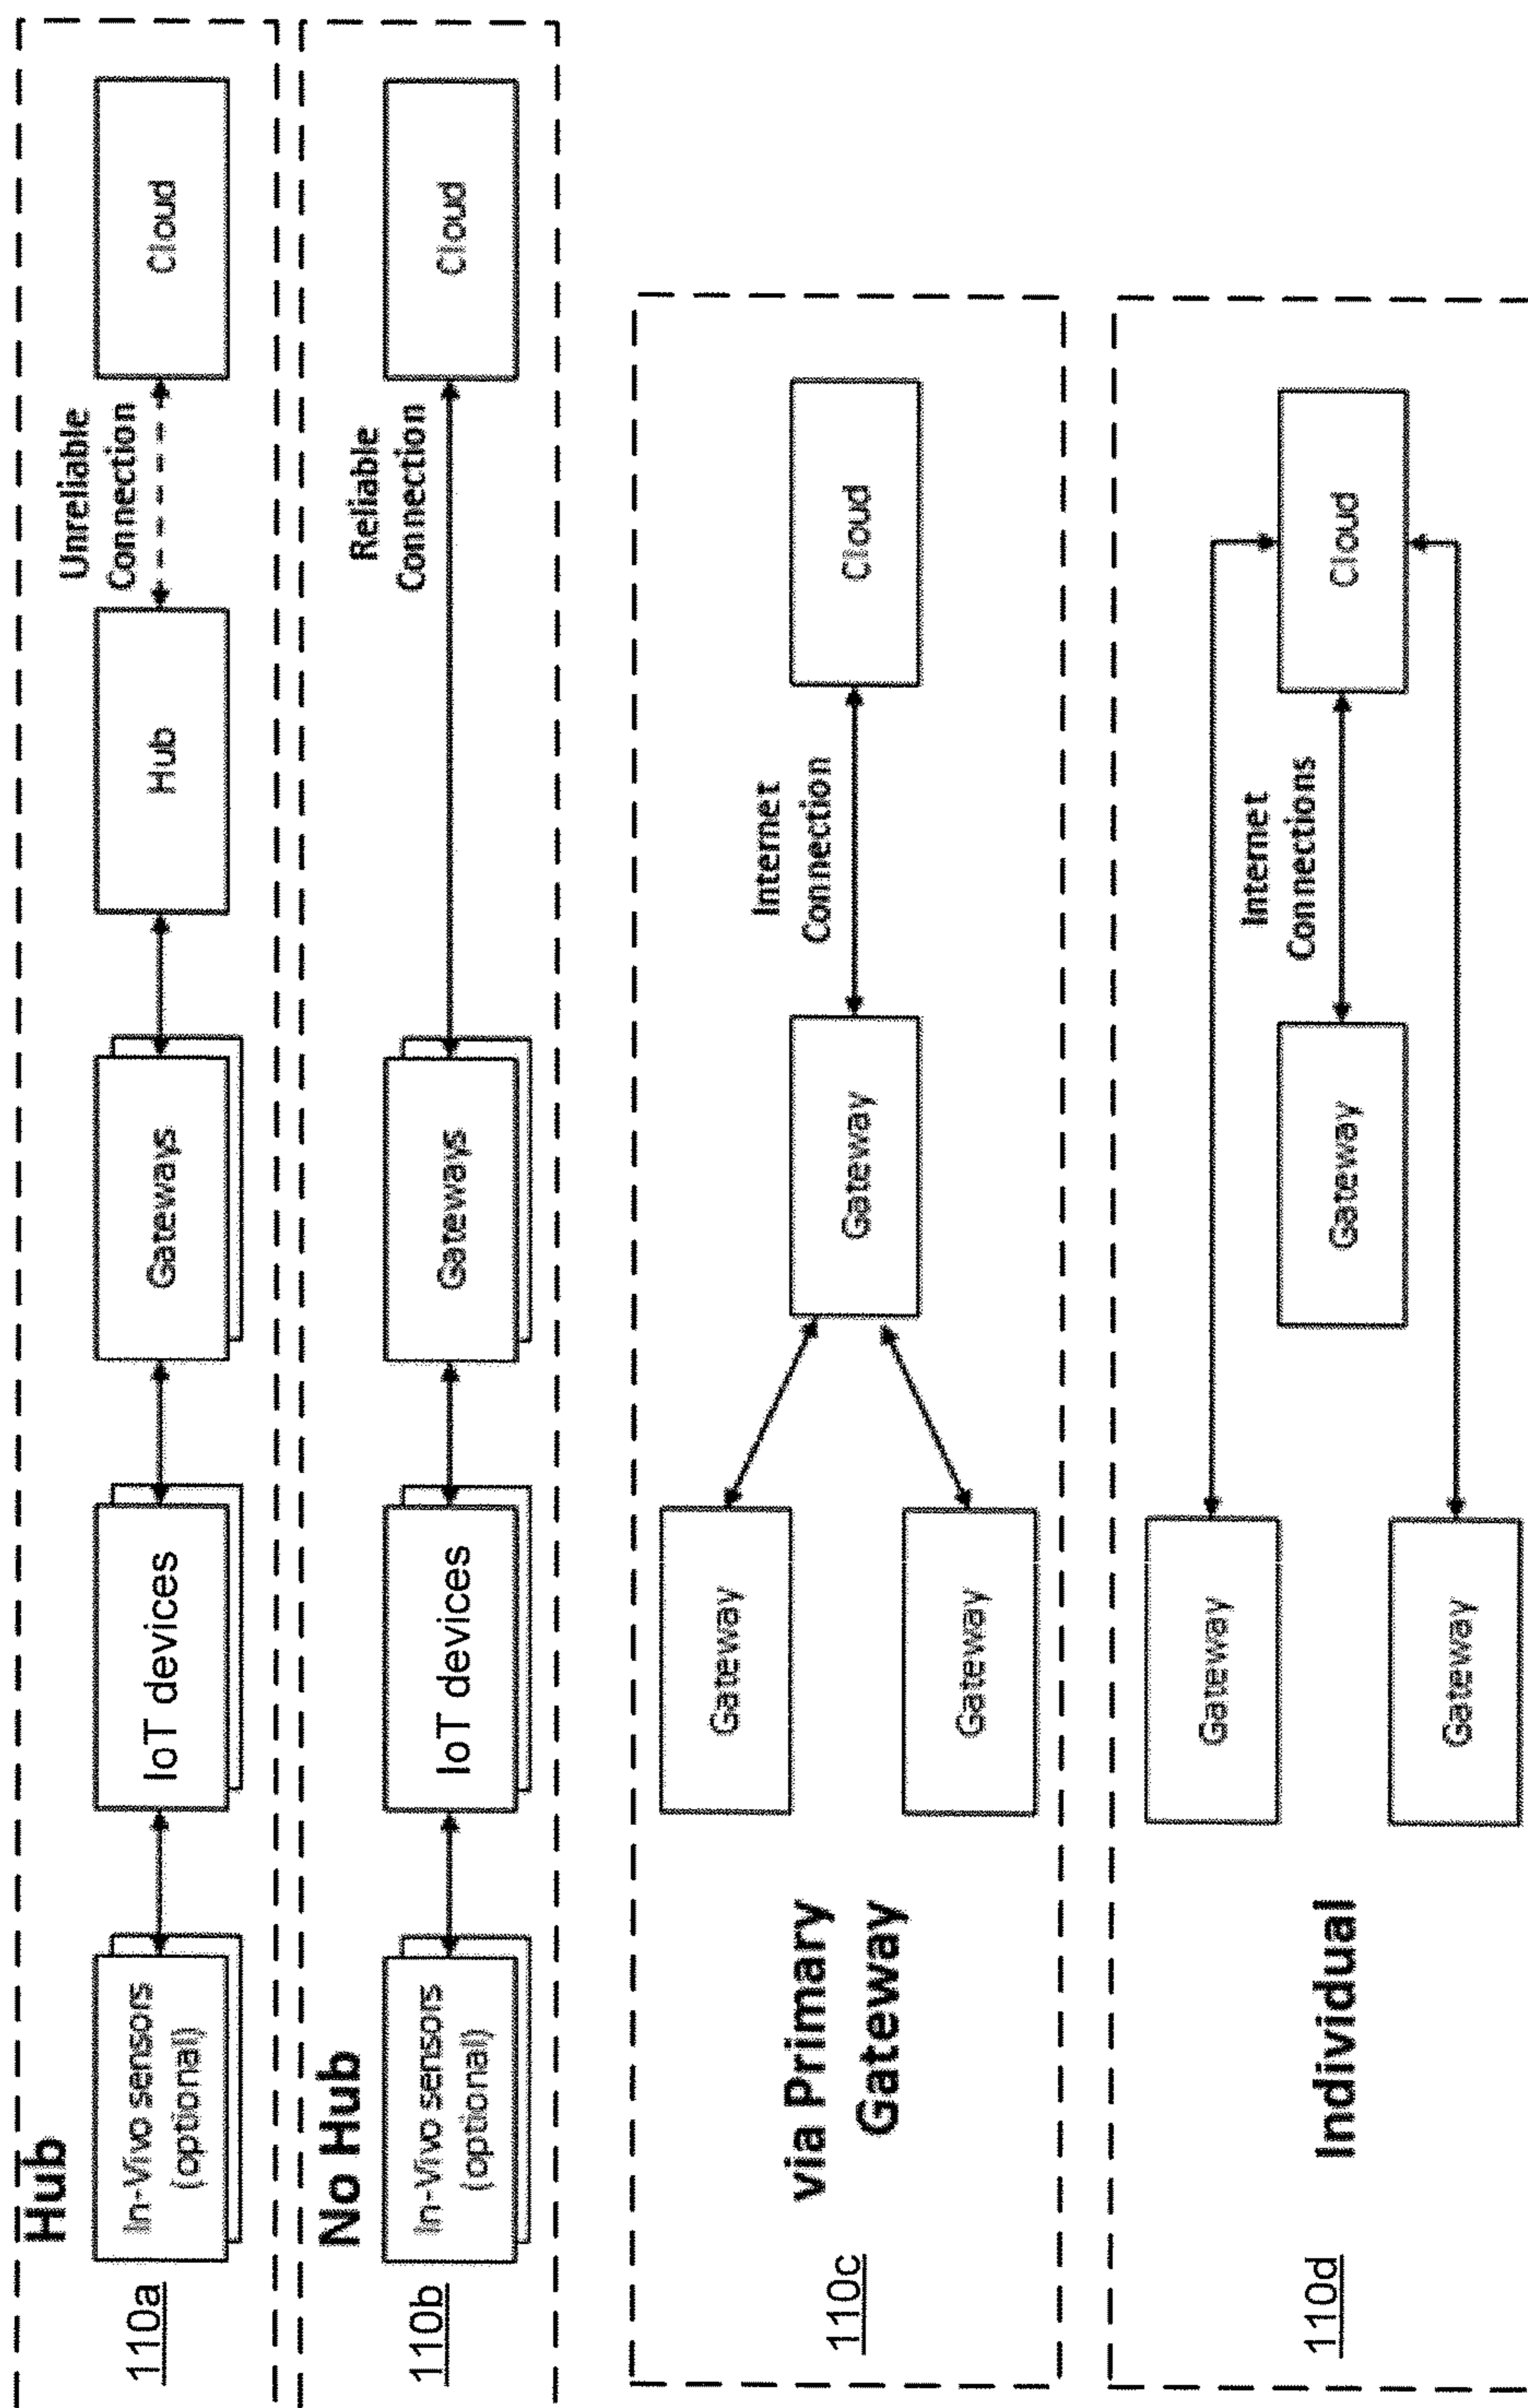 Hub
110a
In-Vivo sensors
(optional)
IoT devices
Gateways
Hub
Unreliable
Connection
Cloud
No Hub
110b
In-Vivo sensors
(optional)
IoT devices
Gateways
Reliable
Connection
Cloud
110c
via Primary
Gateway
Gateway
Gateway
Gateway
Internet
Connection
Cloud
110d
Individual
Gateway
Gateway
Gateway
Internet
Connections
Cloud